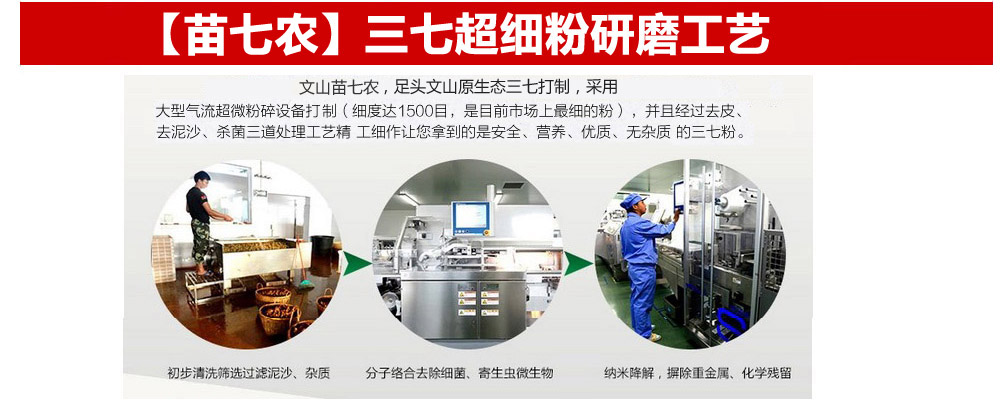 【苗七农】三七超细粉研磨工艺
文山苗七农，足头文山原生态三七打制，采用
大型气流超微粉碎设备打制（细度达1500目，是目前市场上最细的粉），并且经过去皮、
去泥沙、杀菌三道处理工艺精 工细作让您拿到的是安全、营养、优质、无杂质 的三七粉。
初步清洗筛选过滤泥沙、杂质
分子络合去除细菌、寄生虫微生物
纳米降解，摒除重金属、化学残留